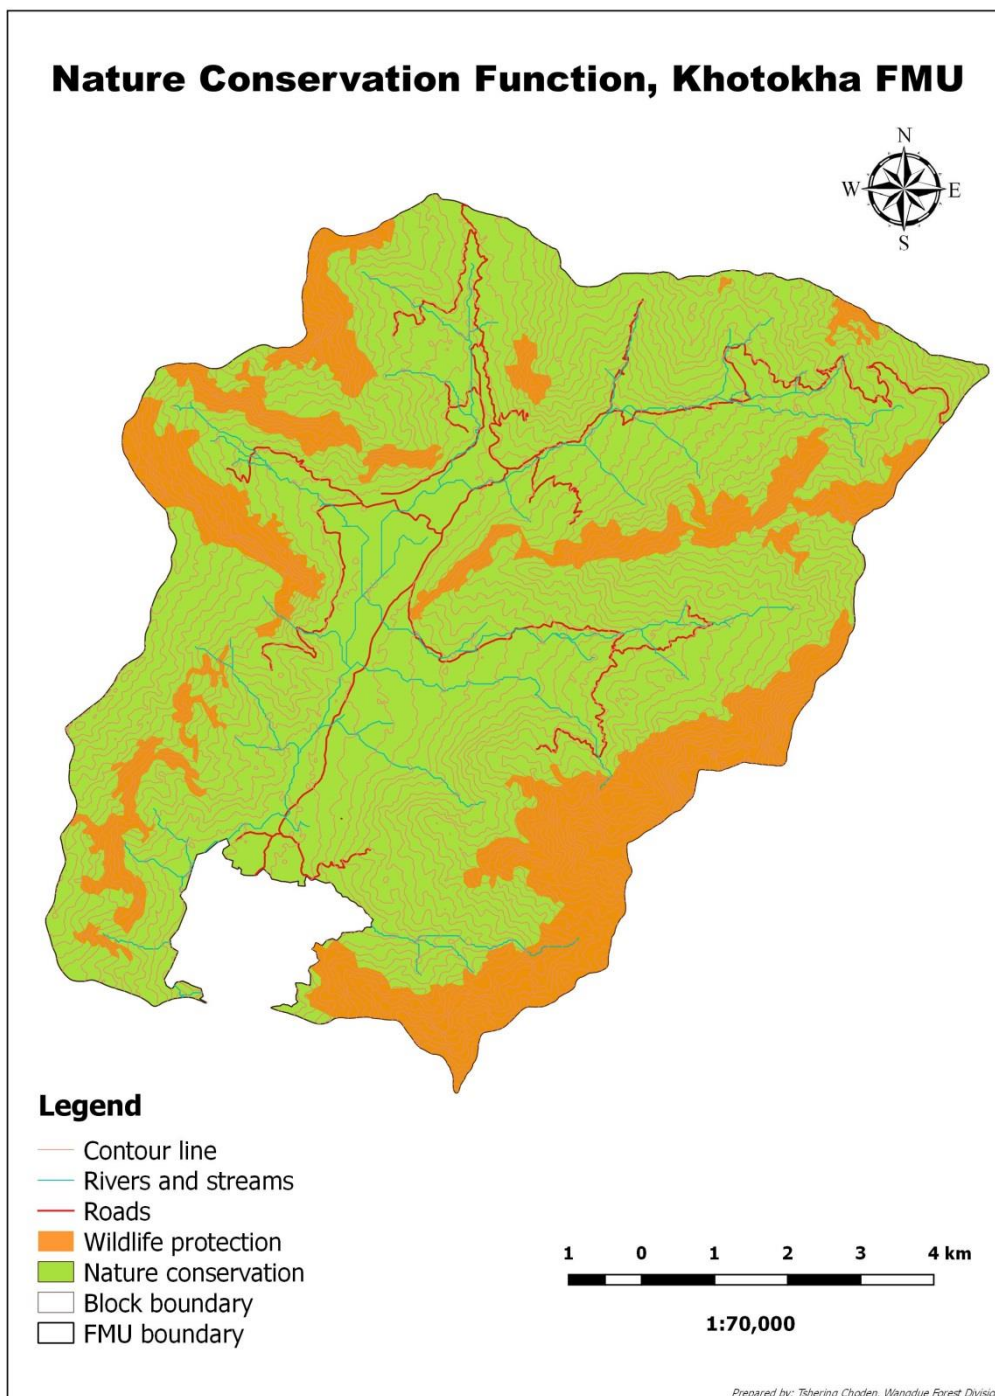 Nature Conservation Function, Khotokha FMU
N
W E
S
Legend
Contour line
Rivers and streams
Roads
Wildlife protection
Nature conservation
Block boundary
FMU boundary
1 0 1 2 3 4 km
1:70,000
Prepared by: Tshering Choden, Wangdue Forest Divisio